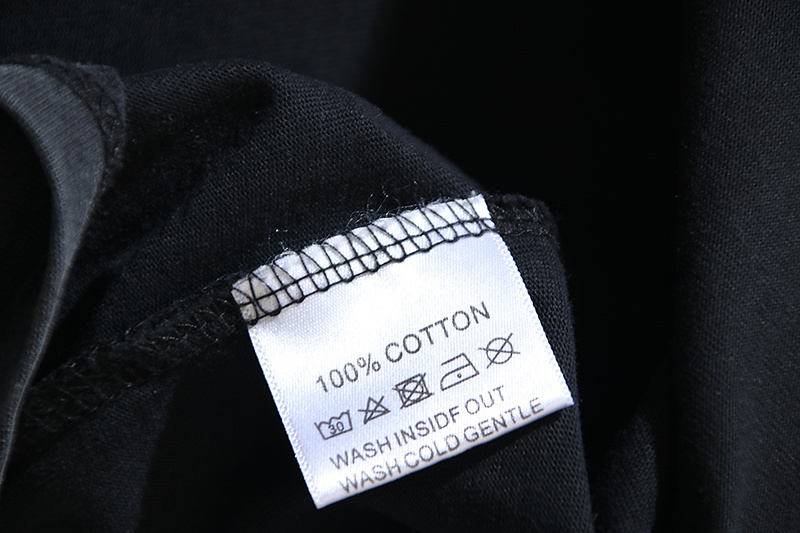 100% COTTON
30
WASH INSIDF OUT
WASH COLD GENTLE